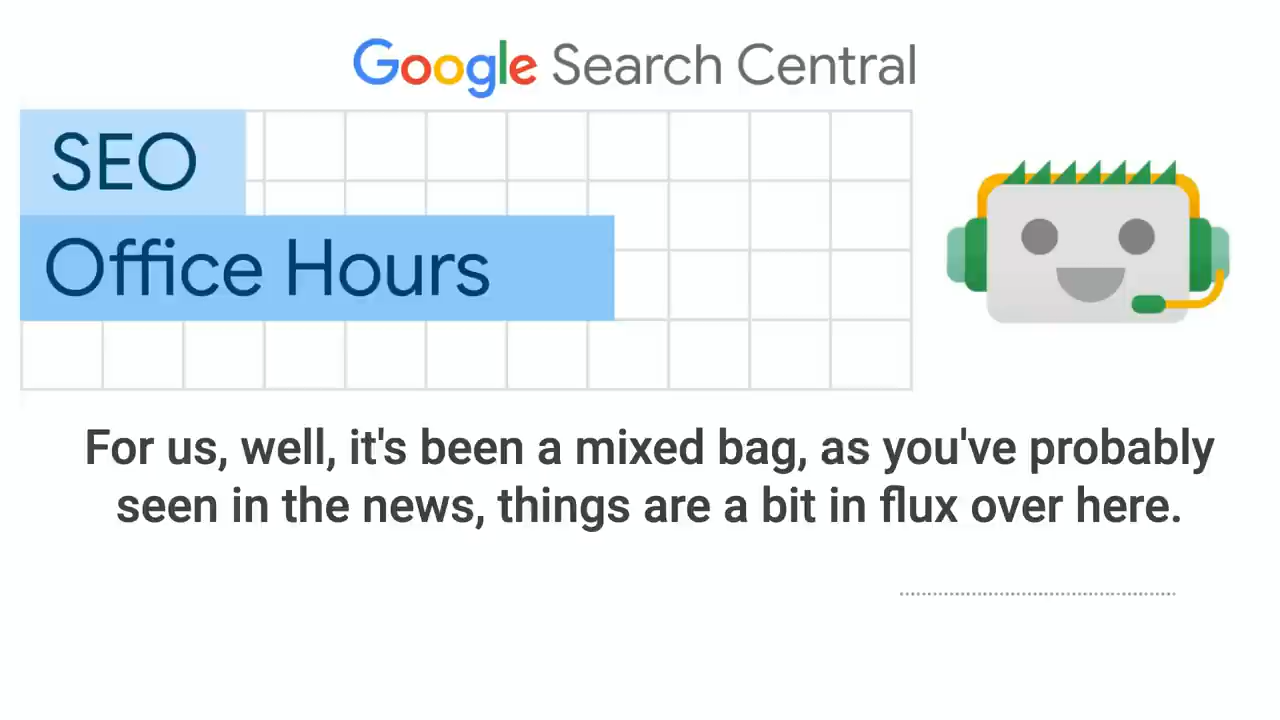 Google Search Central
SEO
Office Hours
For us, well, it's been a mixed bag, as you've probably
seen in the news, things are a bit in flux over here.